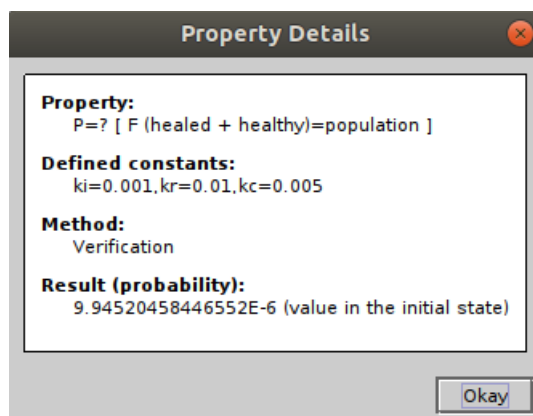 Property Details
Property:
P=? [ F (healed + healthy)=population ]
Defined constants:
ki=0.001,kr=0.01,kc=0.005
Method:
Verification
Result (probability):
9.94520458446552E-6 (value in the initial state)
Okay